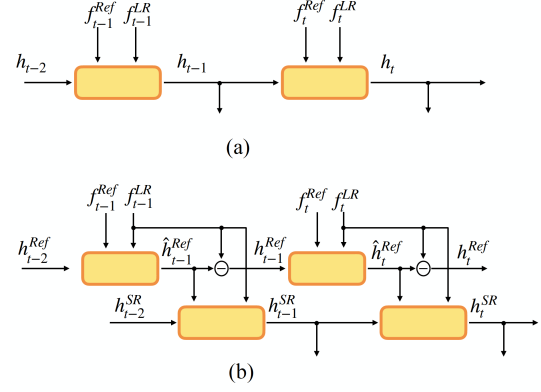 f_{t-1}^{Ref} f_{t-1}^{LR} f_t^{Ref} f_t^{LR}
h_{t-2} h_{t-1} h_t
(a)
f_{t-1}^{Ref} f_{t-1}^{LR} f_t^{Ref} f_t^{LR}
h_{t-2}^{Ref} ĥ_{t-1}^{Ref} h_{t-1}^{Ref} ĥ_t^{Ref} h_t^{Ref}
h_{t-2}^{SR} h_{t-1}^{SR} h_t^{SR}
(b)